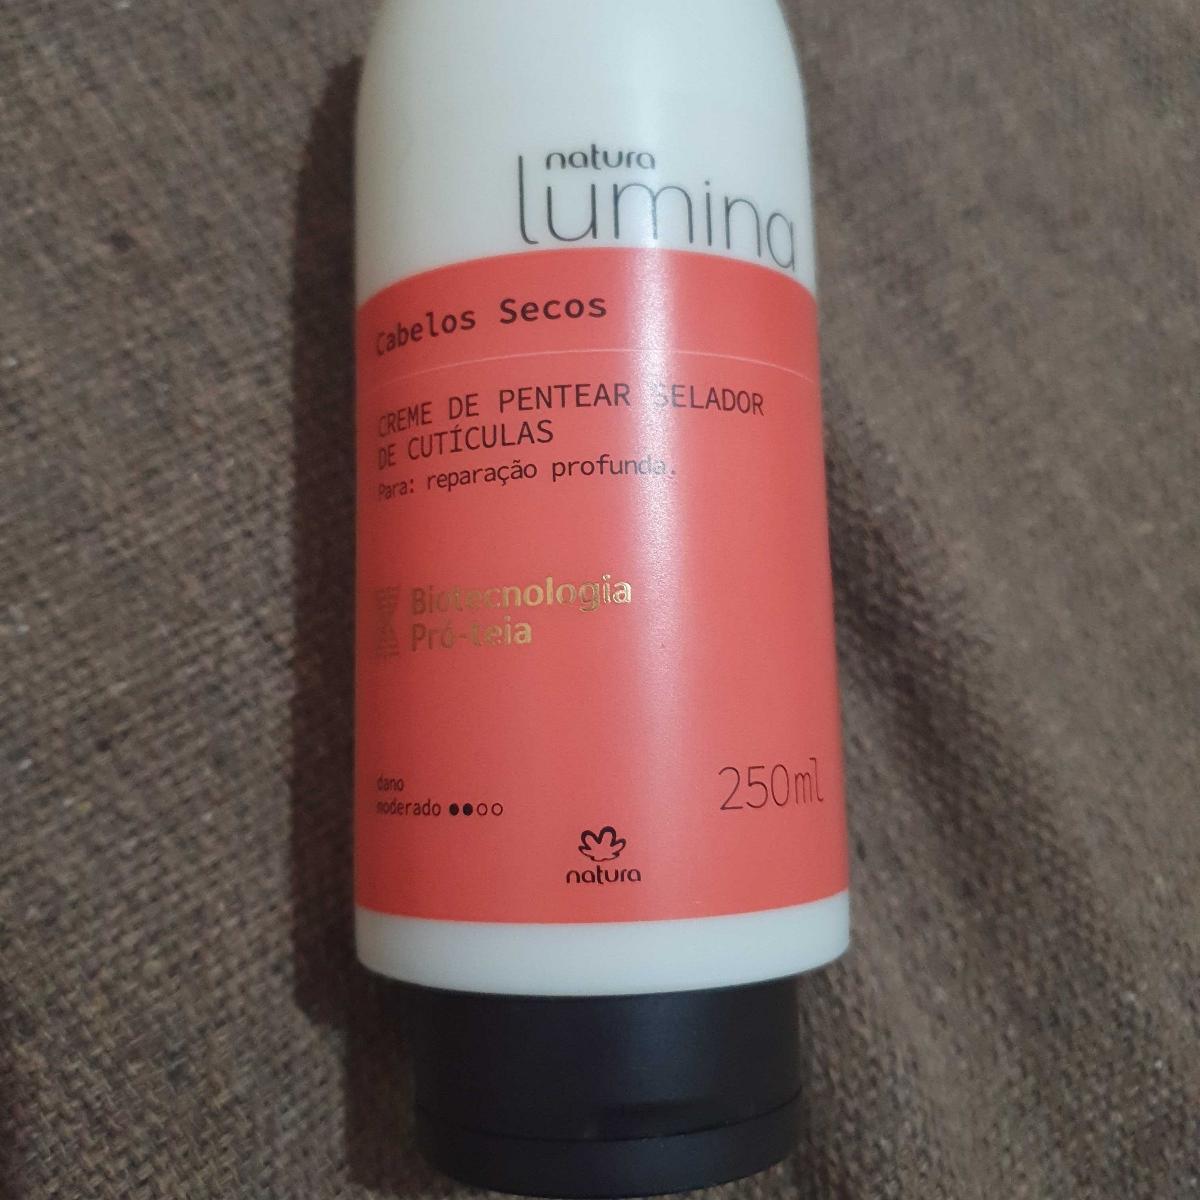 natura
lumina
Cabelos Secos
CREME DE PENTEAR SELADOR
DE CUTÍCULAS
Para: reparação profunda.
Biotecnologia
Pró-teia
dano
moderado
250ml
natura